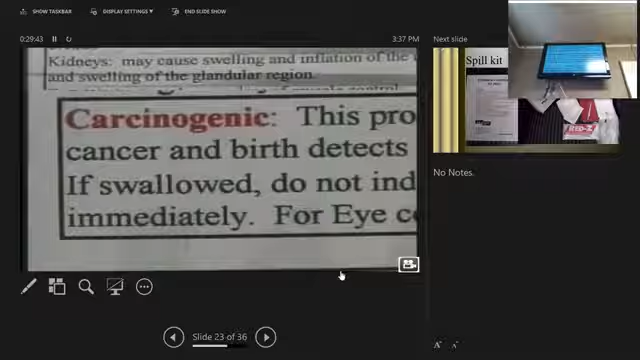 SHOW TASKBAR
DISPLAY SETTINGS ▼
END SLIDE SHOW
0:29:43
3:37 PM
Kidneys: may cause swelling and inflation of the
and swelling of the glandular region.
Carcinogenic: This pro
cancer and birth detects
If swallowed, do not ind
immediately. For Eye c
Slide 23 of 36
Next slide
Spill kit
RED-Z
No Notes.
A
A